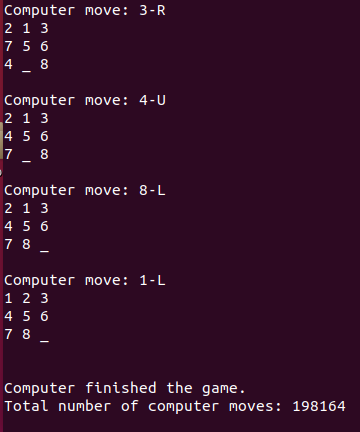 Computer move: 3-R
2 1 3
7 5 6
4 _ 8
Computer move: 4-U
2 1 3
4 5 6
7 _ 8
Computer move: 8-L
2 1 3
4 5 6
7 8 _
Computer move: 1-L
1 2 3
4 5 6
7 8 _
Computer finished the game.
Total number of computer moves: 198164